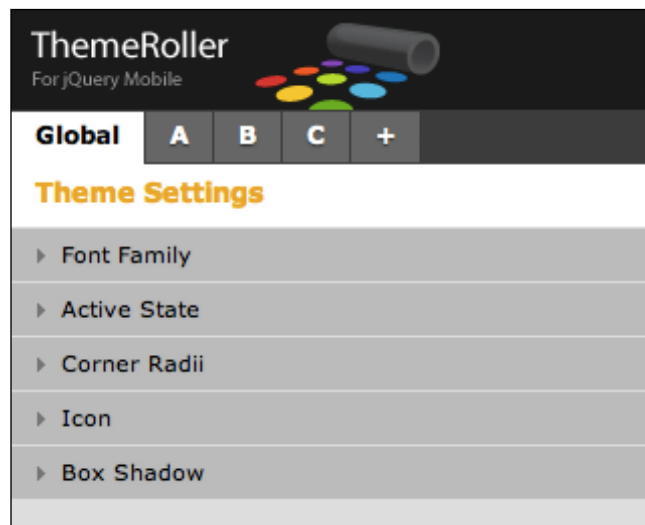 ThemeRoller
For jQuery Mobile
Global A B C +
Theme Settings
Font Family
Active State
Corner Radii
Icon
Box Shadow